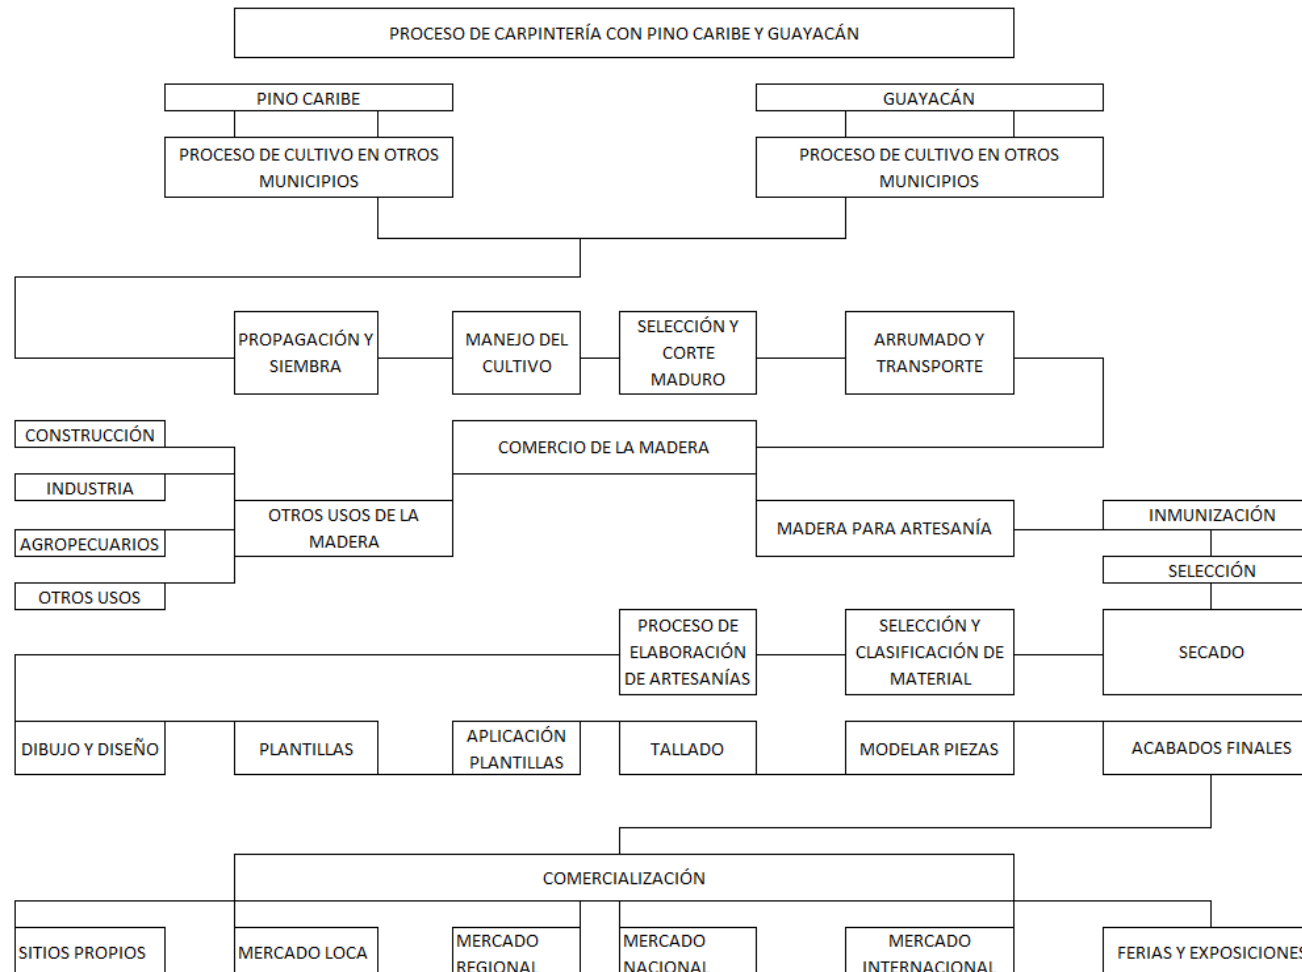 PROCESO DE CARPINTERÍA CON PINO CARIBE Y GUAYACÁN
PINO CARIBE
GUAYACÁN
PROCESO DE CULTIVO EN OTROS
MUNICIPIOS
PROCESO DE CULTIVO EN OTROS
MUNICIPIOS
PROPAGACIÓN Y
SIEMBRA
MANEJO DEL
CULTIVO
SELECCIÓN Y
CORTE
MADURO
ARRUMADO Y
TRANSPORTE
CONSTRUCCIÓN
INDUSTRIA
AGROPECUARIOS
OTROS USOS
COMERCIO DE LA MADERA
OTROS USOS DE LA
MADERA
MADERA PARA ARTESANÍA
INMUNIZACIÓN
SELECCIÓN
SECADO
SELECCIÓN Y
CLASIFICACIÓN DE
MATERIAL
PROCESO DE
ELABORACIÓN
DE ARTESANÍAS
DIBUJO Y DISEÑO
PLANTILLAS
APLICACIÓN
PLANTILLAS
TALLADO
MODELAR PIEZAS
ACABADOS FINALES
COMERCIALIZACIÓN
SITIOS PROPIOS
MERCADO LOCA
MERCADO
REGIONAL
MERCADO
NACIONAL
MERCADO
INTERNACIONAL
FERIAS Y EXPOSICIONES